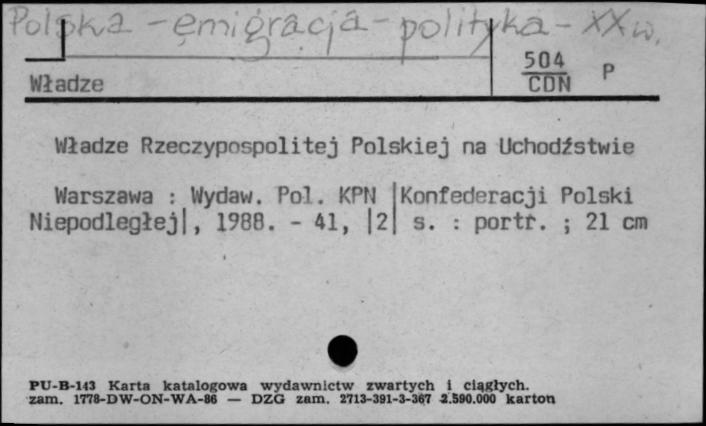 Polska - emigracja - polityka - XX w.
504
CDN P
Władze
Władze Rzeczypospolitej Polskiej na Uchodźstwie
Warszawa : Wydaw. Pol. KPN |Konfederacji Polski
Niepodległej|, 1988. - 41, |2| s. : portr. ; 21 cm
PU-B-143 Karta katalogowa wydawnictw zwartych i ciągłych.
zam. 1778-DW-ON-WA-86 — DZG zam. 2713-391-3-367 2.590.000 karton